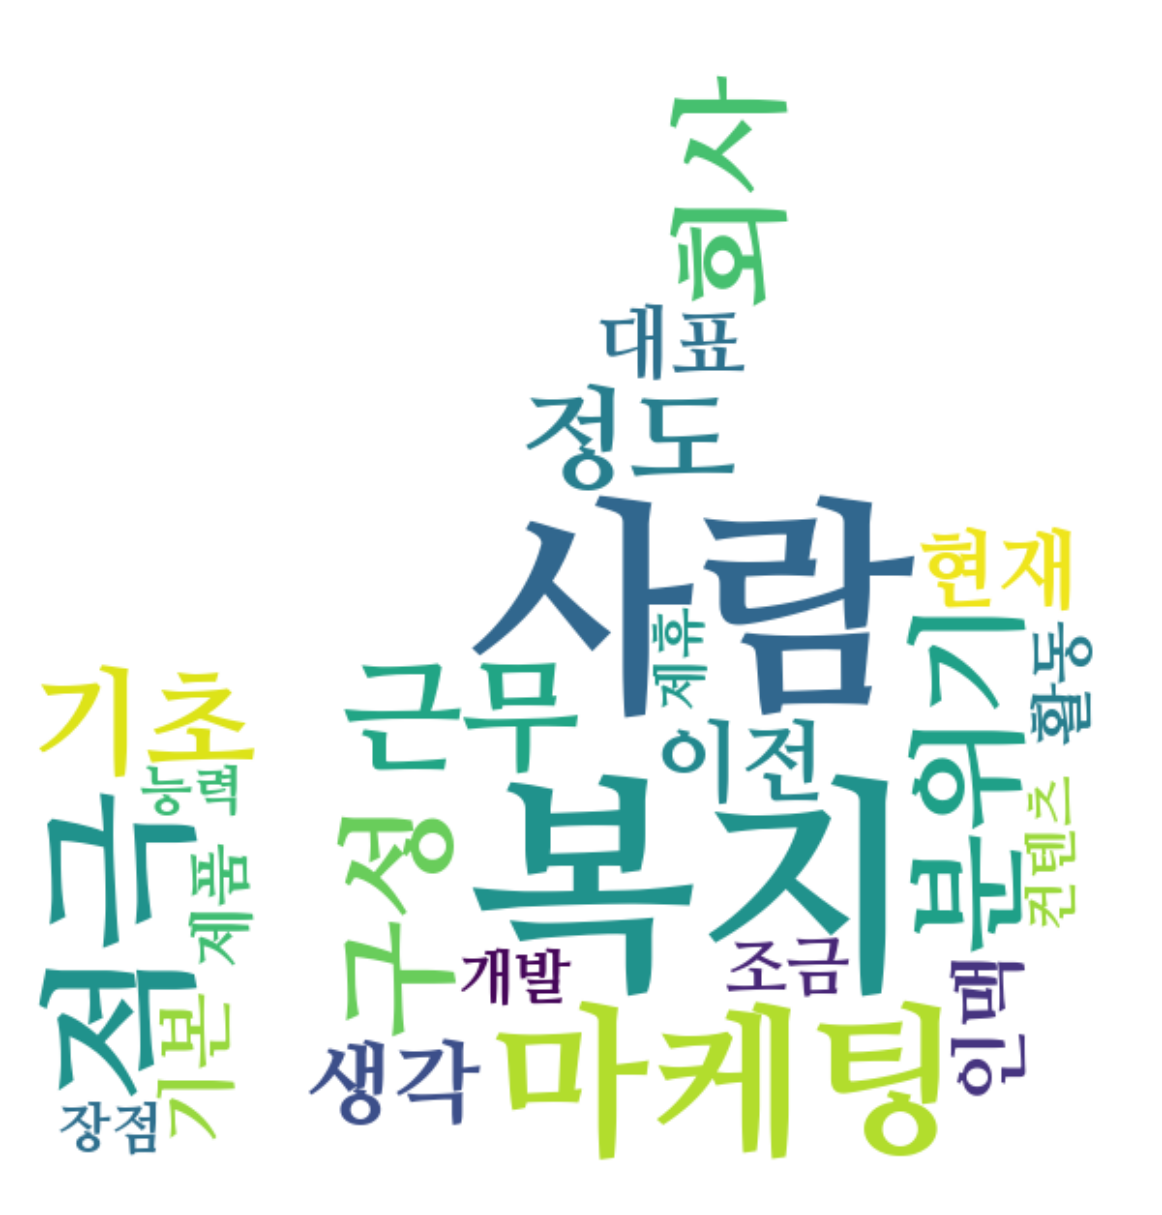 회사
대표
정도
사람
현재
제휴
활동
분위기
기초
근무
이전
능력
적극
구성
복지
제품
컨텐츠
개발
조금
인맥
기본
생각
마케팅
장점